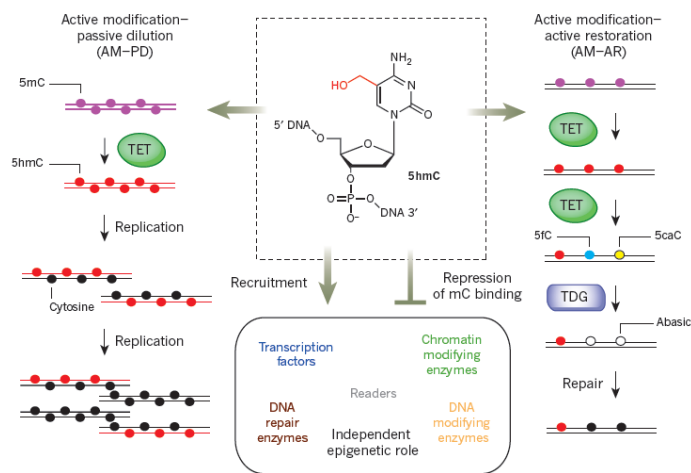 Active modification–
passive dilution
(AM–PD)
5mC
TET
5hmC
Replication
Cytosine
Replication
HO
NH2
N
N
O
5′ DNA
O
O
5hmC
O
O=P
O
DNA 3′
O−
Recruitment
Repression
of mC binding
Transcription
factors
Chromatin
modifying
enzymes
Readers
DNA
repair
enzymes
DNA
modifying
enzymes
Independent
epigenetic role
Active modification–
active restoration
(AM–AR)
TET
TET
5fC
5caC
TDG
Abasic
Repair